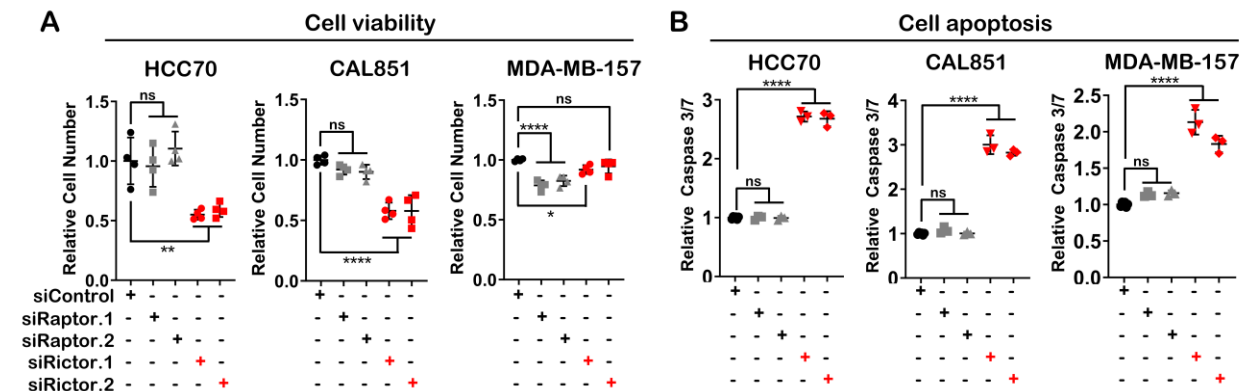 A Cell viability
HCC70 CAL851 MDA-MB-157
Relative Cell Number
1.5
1.0
0.5
0.0
ns
**
Relative Cell Number
1.5
1.0
0.5
0.0
ns
****
Relative Cell Number
1.5
1.0
0.5
0.0
ns
****
*
siControl + - - - - + - - - - + - - - -
siRaptor.1 - + - - - - + - - - - + - - -
siRaptor.2 - - + - - - - + - - - - + - -
siRictor.1 - - - + - - - - + - - - - + -
siRictor.2 - - - - + - - - - + - - - - +
B Cell apoptosis
HCC70 CAL851 MDA-MB-157
Relative Caspase 3/7
3
2
1
0
****
ns
Relative Caspase 3/7
4
3
2
1
0
****
ns
Relative Caspase 3/7
2.5
2.0
1.5
1.0
0.5
0.0
****
ns
+ - - - - + - - - - + - - - -
- + - - - - + - - - - + - - -
- - + - - - - + - - - - + - -
- - - + - - - - + - - - - + -
- - - - + - - - - + - - - - +